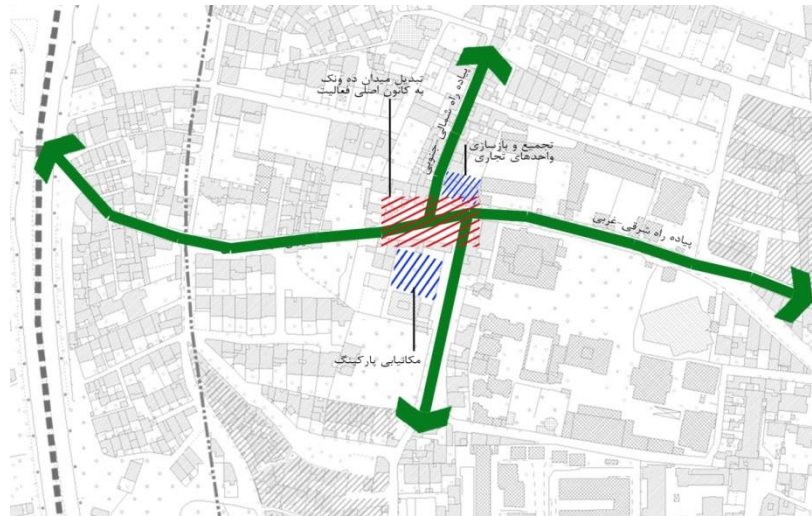 تبدیل میدان ده ونک
به کانون اصلی فعالیت
پیاده راه شمالی جنوبی
تجمیع و بازسازی
واحدهای تجاری
پیاده راه شرقی-غربی
مکانیابی پارکینگ